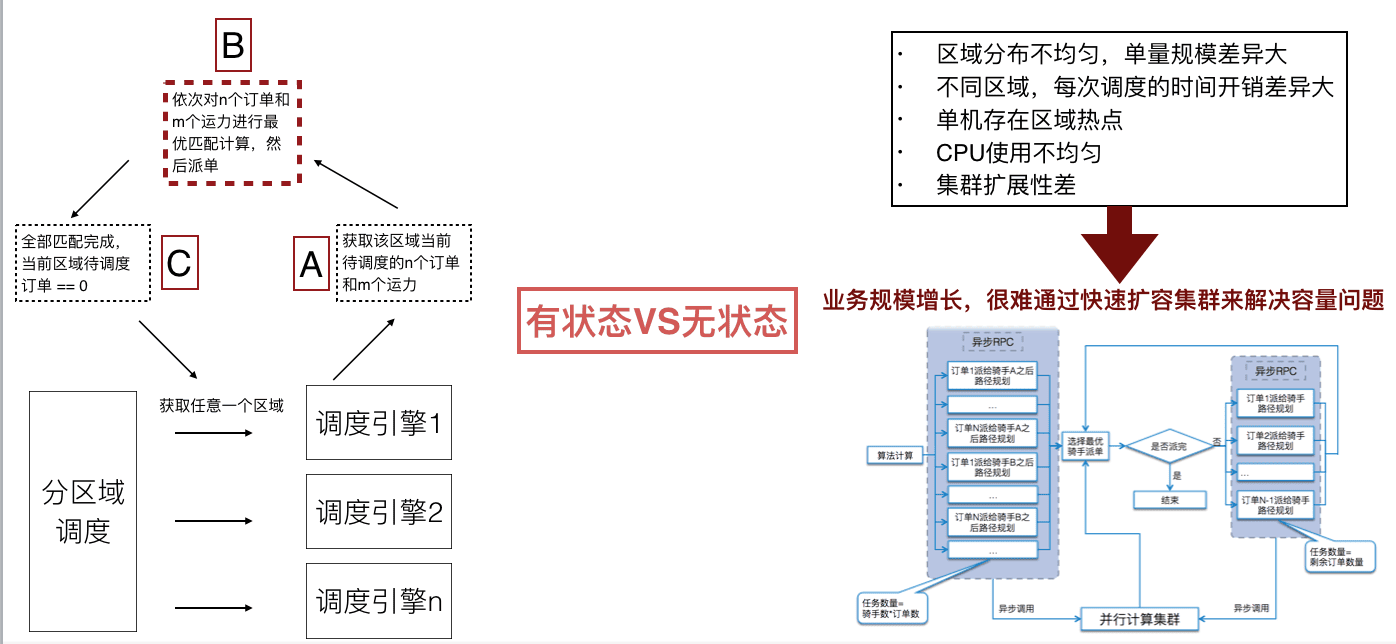 B
依次对n个订单和
m个运力进行最
优匹配计算，然
后派单
全部匹配完成，
当前区域待调度
订单 == 0
C
A
获取该区域当前
待调度的n个订单
和m个运力
获取任意一个区域
分区域
调度
调度引擎1
调度引擎2
调度引擎n
有状态VS无状态
· 区域分布不均匀，单量规模差异大
· 不同区域，每次调度的时间开销差异大
· 单机存在区域热点
· CPU使用不均匀
· 集群扩展性差
业务规模增长，很难通过快速扩容集群来解决容量问题
异步RPC
订单1派给骑手A之后
路径规划
...
订单N派给骑手A之
后路径规划
订单1派给骑手B之后
路径规划
...
订单N派给骑手B之
后路径规划
...
算法计算
任务数量=
骑手数*订单数
选择最优
骑手派单
是否派完
否
是
结束
异步RPC
订单1派给骑手
路径规划
订单2派给骑手
路径规划
...
订单N-1派给骑手
路径规划
任务数量=
剩余订单数量
异步调用
并行计算集群
异步调用